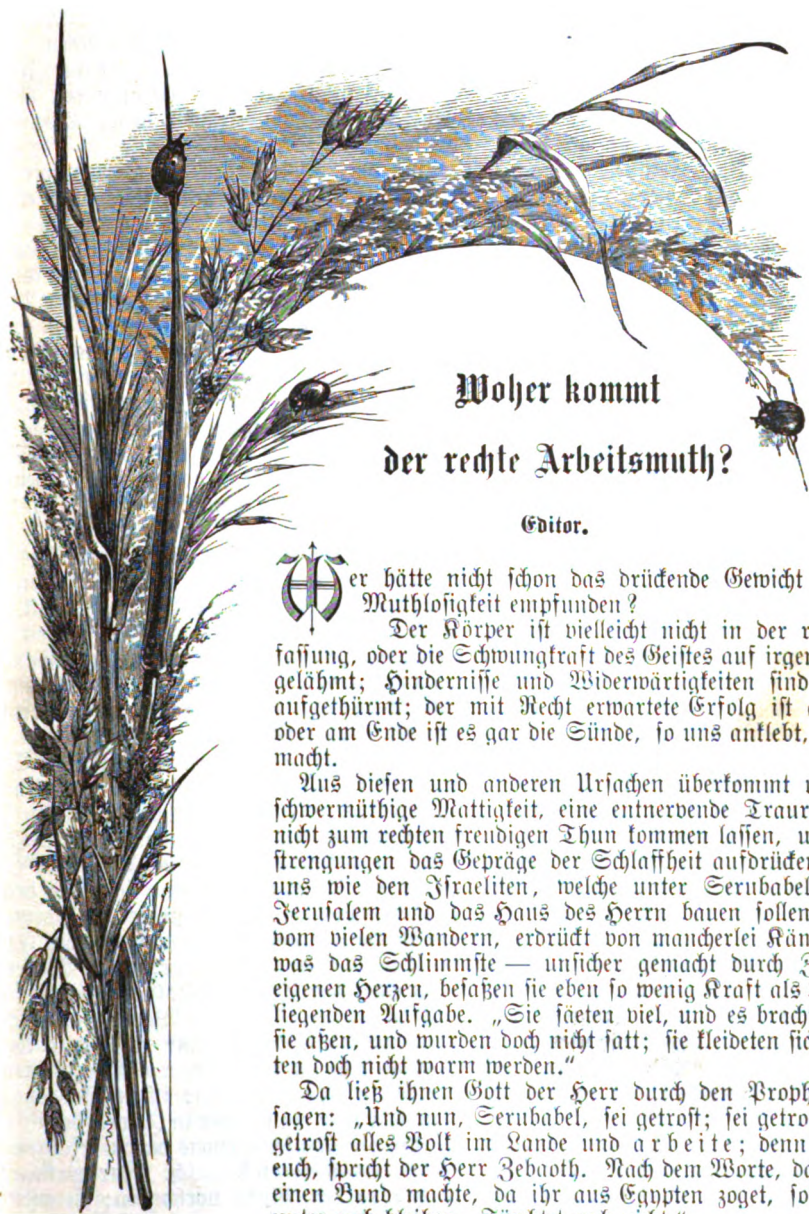 Woher kommt
der rechte Arbeitsmuth?
Editor.
Wer hätte nicht schon das drückende Gewicht
Muthlosigkeit empfunden?
Der Körper ist vielleicht nicht in der r
fassung, oder die Schwungkraft des Geistes auf irgen
gelähmt; Hindernisse und Widerwärtigkeiten sind
aufgethürmt; der mit Recht erwartete Erfolg ist
oder am Ende ist es gar die Sünde, so uns anklebt,
macht.
Aus diesen und anderen Ursachen überkommt
schwermüthige Mattigkeit, eine entnervende Traur
nicht zum rechten freudigen Thun kommen lassen, u
strengungen das Gepräge der Schlaffheit aufdrücke
uns wie den Israeliten, welche unter Serubabel
Jerusalem und das Haus des Herrn bauen sollen
vom vielen Wandern, erdrückt von mancherlei Käm
was das Schlimmste — unsicher gemacht durch
eigenen Herzen, besaßen sie eben so wenig Kraft als
liegenden Aufgabe. „Sie säeten viel, und es brach
sie aßen, und wurden doch nicht satt; sie kleideten sic
ten doch nicht warm werden.“
Da ließ ihnen Gott der Herr durch den Proph
sagen: „Und nun, Serubabel, sei getrost; sei getro
getrost alles Volk im Lande und arbeite; denn
euch, spricht der Herr Zebaoth. Nach dem Worte, da
einen Bund machte, da ihr aus Egypten zoget, so